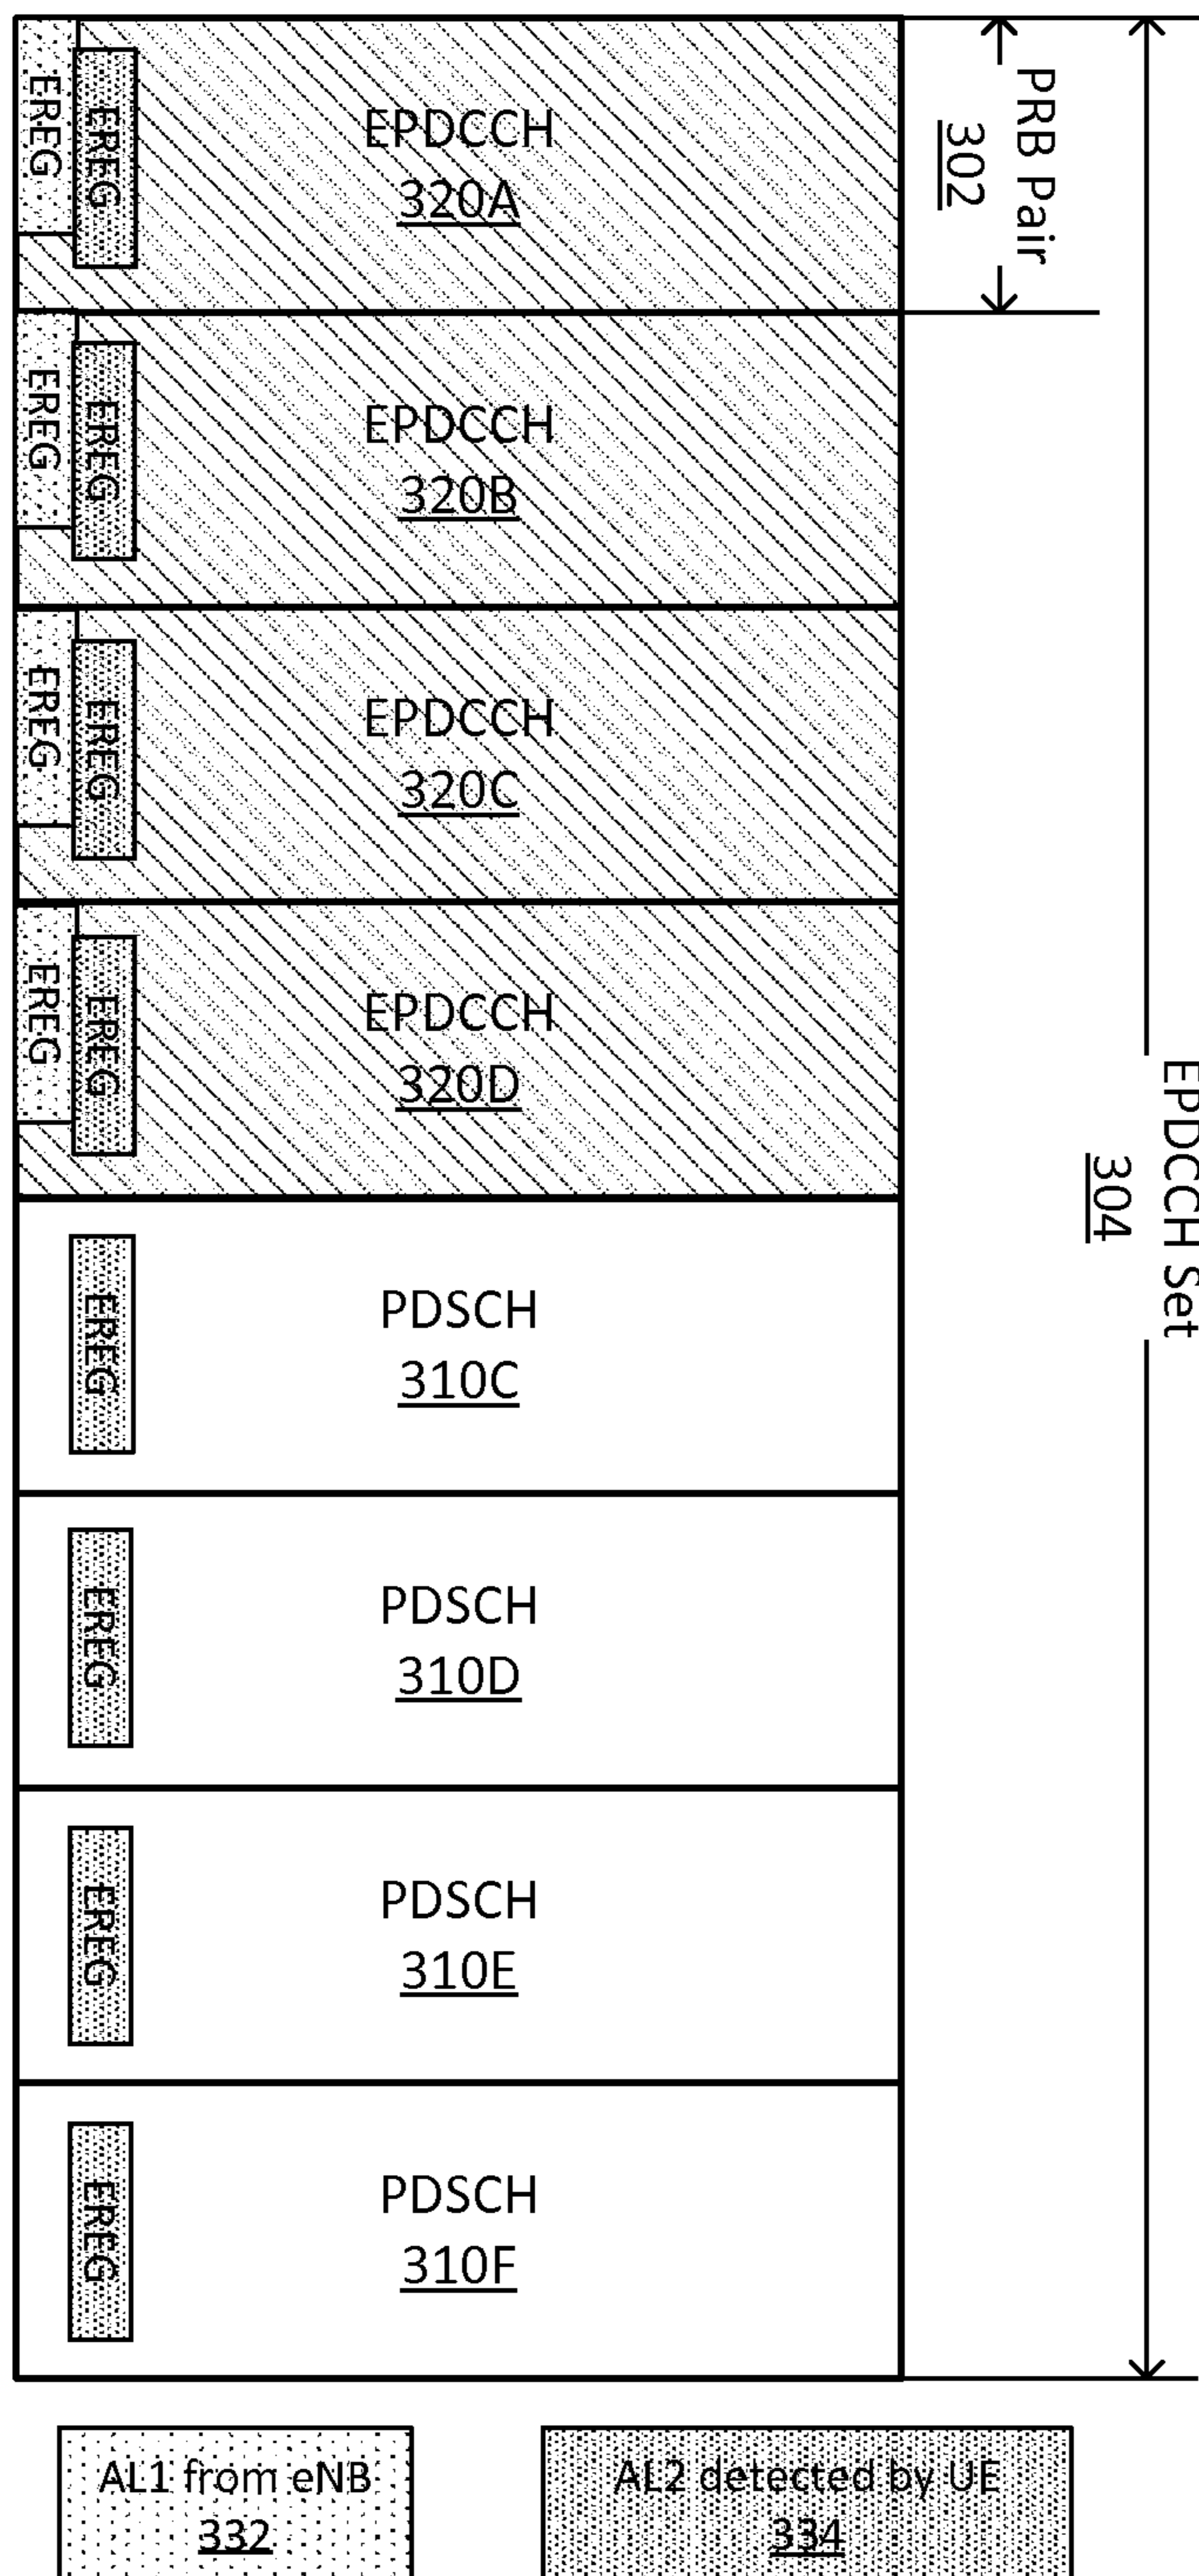 PRB Pair
302
EPDCCH Set
304
EREG
EREG
EPDCCH
320A
EREG
EREG
EPDCCH
320B
EREG
EREG
EPDCCH
320C
EREG
EREG
EPDCCH
320D
EREG
PDSCH
310C
EREG
PDSCH
310D
EREG
PDSCH
310E
EREG
PDSCH
310F
AL1 from eNB
332
AL2 detected by UE
334